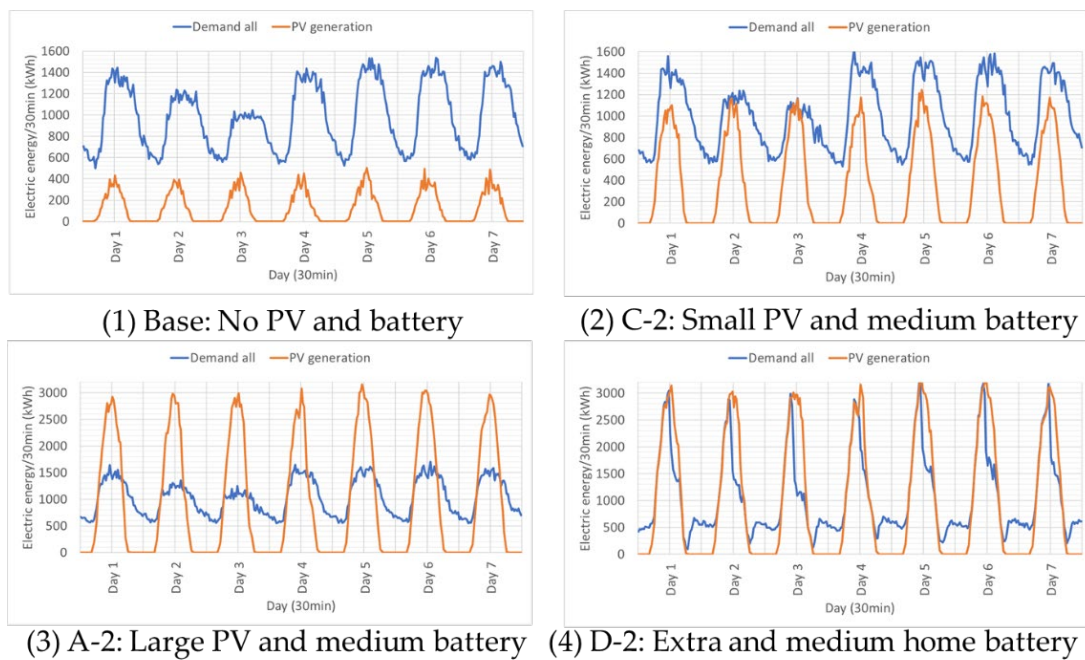 Demand all PV generation
Electric energy/30min (kWh)
1600
1400
1200
1000
800
600
400
200
0
Day 1 Day 2 Day 3 Day 4 Day 5 Day 6 Day 7
Day (30min)
(1) Base: No PV and battery
Demand all PV generation
Electric energy/30min (kWh)
1600
1400
1200
1000
800
600
400
200
0
Day 1 Day 2 Day 3 Day 4 Day 5 Day 6 Day 7
Day (30min)
(2) C-2: Small PV and medium battery
Demand all PV generation
Electric energy/30min (kWh)
3000
2500
2000
1500
1000
500
0
Day 1 Day 2 Day 3 Day 4 Day 5 Day 6 Day 7
Day (30min)
(3) A-2: Large PV and medium battery
Demand all PV generation
Electric energy/30min (kWh)
3000
2500
2000
1500
1000
500
0
Day 1 Day 2 Day 3 Day 4 Day 5 Day 6 Day 7
Day (30min)
(4) D-2: Extra and medium home battery